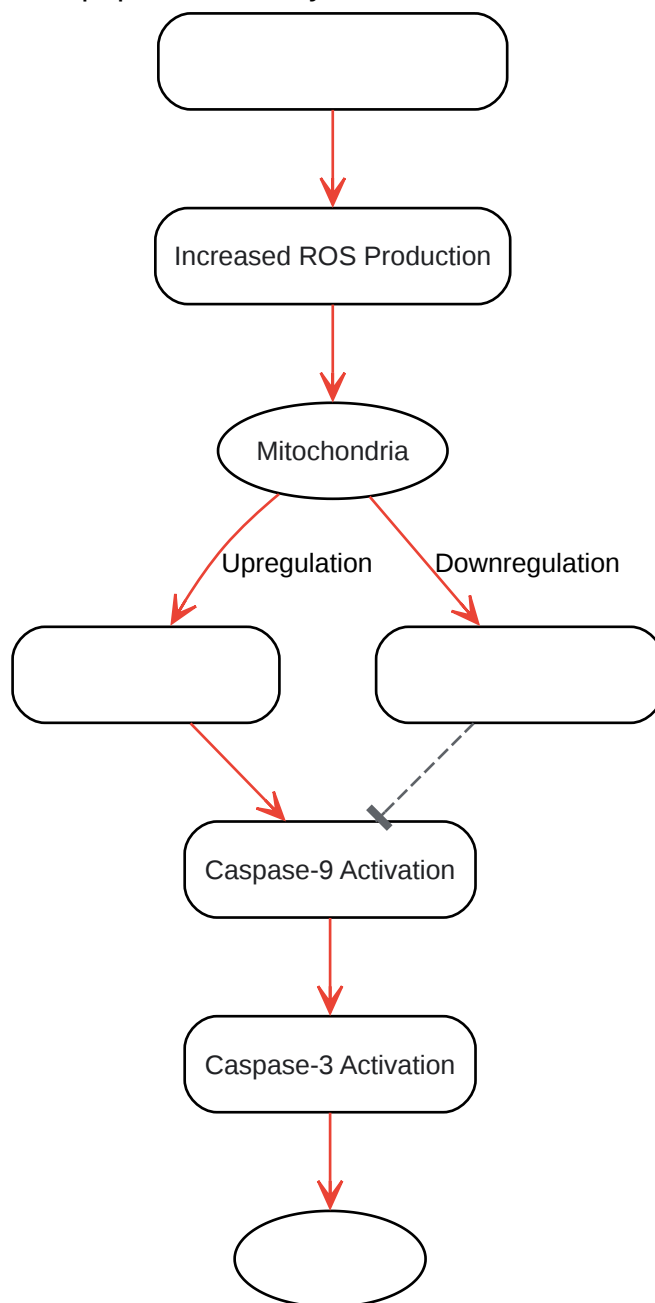 Increased ROS Production
Mitochondria
Upregulation
Downregulation
Caspase-9 Activation
Caspase-3 Activation